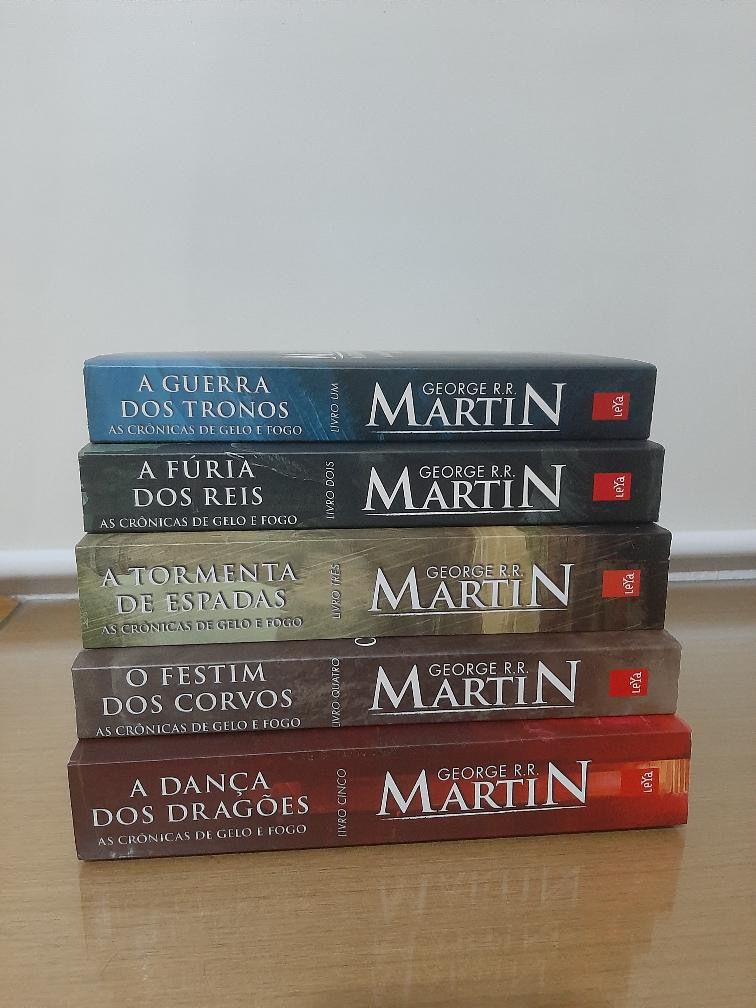 A GUERRA
DOS TRONOS
AS CRÔNICAS DE GELO E FOGO
LIVRO UM
GEORGE R.R.
MARTIN
LeYa
A FÚRIA
DOS REIS
AS CRÔNICAS DE GELO E FOGO
LIVRO DOIS
GEORGE R.R.
MARTIN
LeYa
A TORMENTA
DE ESPADAS
AS CRÔNICAS DE GELO E FOGO
LIVRO TRÊS
GEORGE R.R.
MARTIN
LeYa
O FESTIM
DOS CORVOS
AS CRÔNICAS DE GELO E FOGO
LIVRO QUATRO
GEORGE R.R.
MARTIN
LeYa
A DANÇA
DOS DRAGÕES
AS CRÔNICAS DE GELO E FOGO
LIVRO CINCO
GEORGE R.R.
MARTIN
LeYa